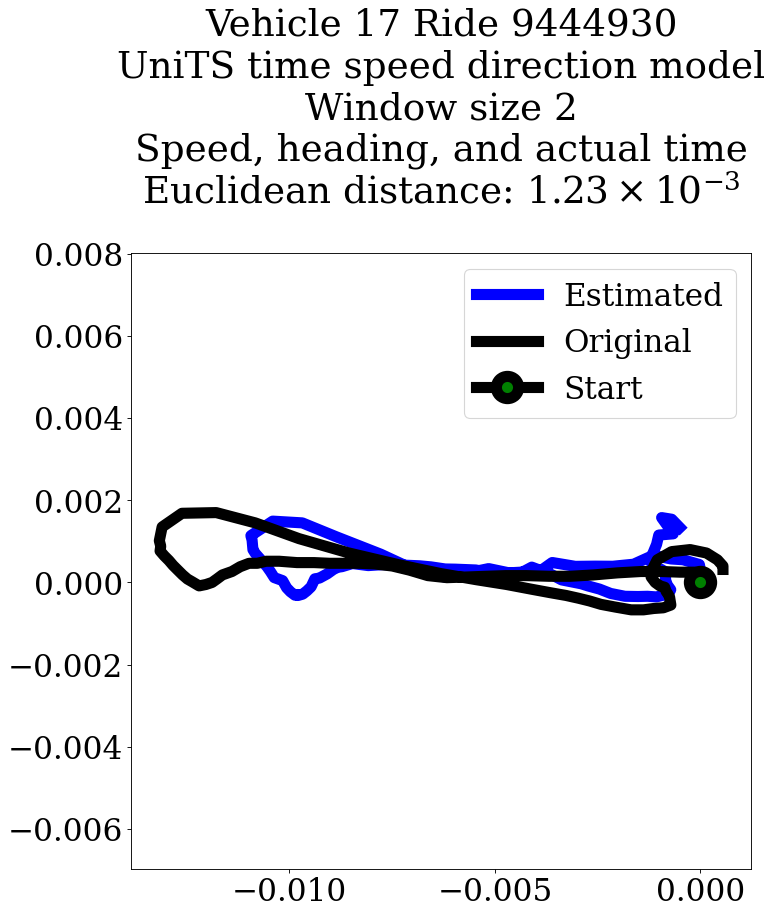 Vehicle 17 Ride 9444930
UniTS time speed direction model
Window size 2
Speed, heading, and actual time
Euclidean distance: 1.23 × 10⁻³
0.008
Estimated
0.006
Original
Start
0.004
0.002
0.000
−0.002
−0.004
−0.006
−0.010 −0.005 0.000